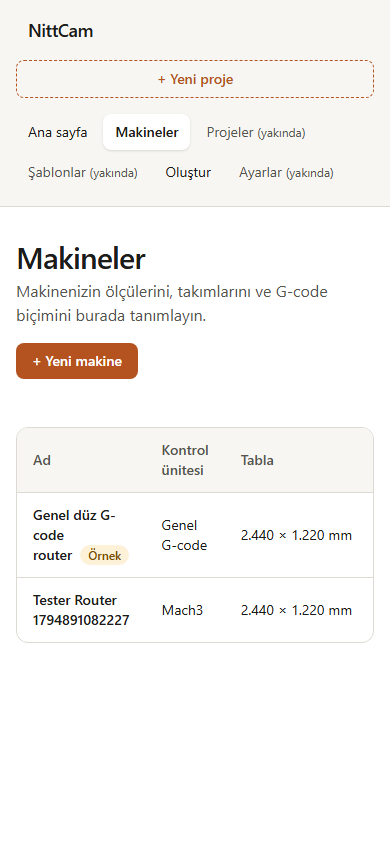 NittCam
+ Yeni proje
Ana sayfa Makineler Projeler (yakında)
Şablonlar (yakında) Oluştur Ayarlar (yakında)
Makineler
Makinenizin ölçülerini, takımlarını ve G-code
biçimini burada tanımlayın.
+ Yeni makine
Ad Kontrol ünitesi Tabla
Genel düz G-
code
router Örnek
Genel
G-code
2.440 × 1.220 mm
Tester Router
1794891082227
Mach3
2.440 × 1.220 mm